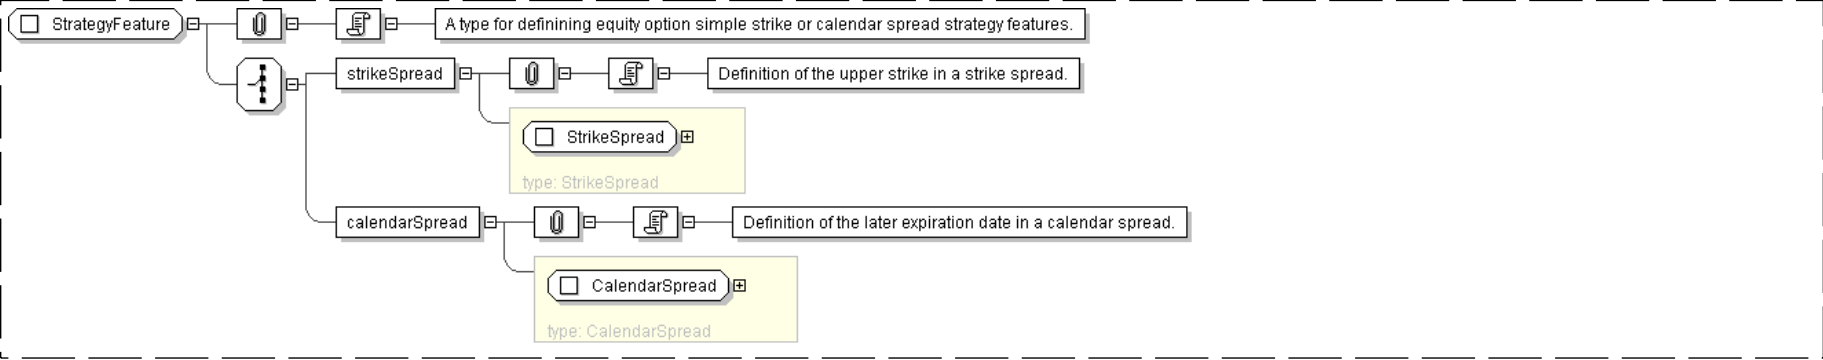 StrategyFeature
A type for definining equity option simple strike or calendar spread strategy features.
strikeSpread
Definition of the upper strike in a strike spread.
StrikeSpread
type: StrikeSpread
calendarSpread
Definition of the later expiration date in a calendar spread.
CalendarSpread
type: CalendarSpread